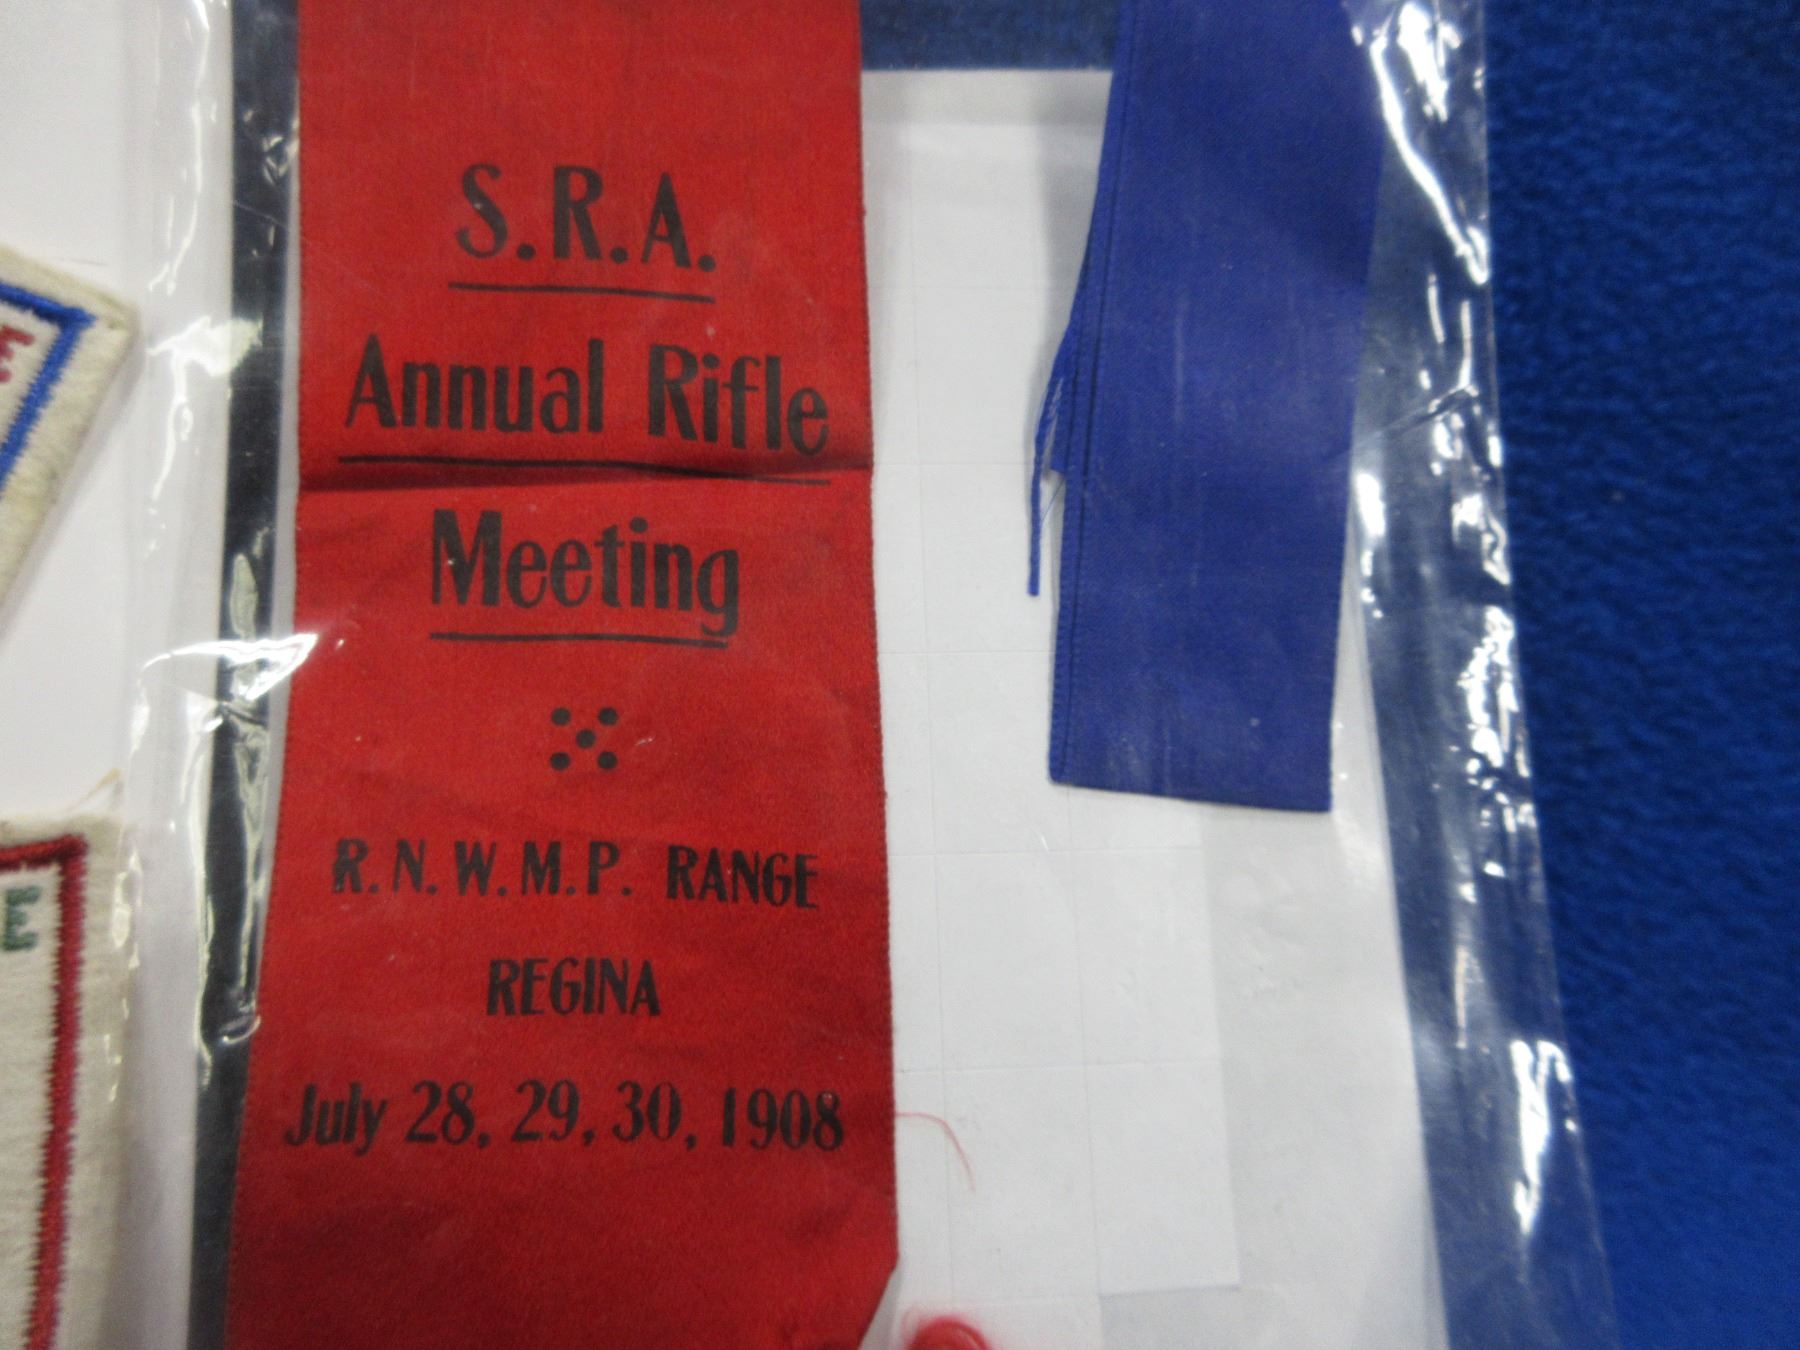 S.R.A.
Annual Rifle
Meeting
R.N.W.M.P. RANGE
REGINA
July 28, 29, 30, 1908
E
E